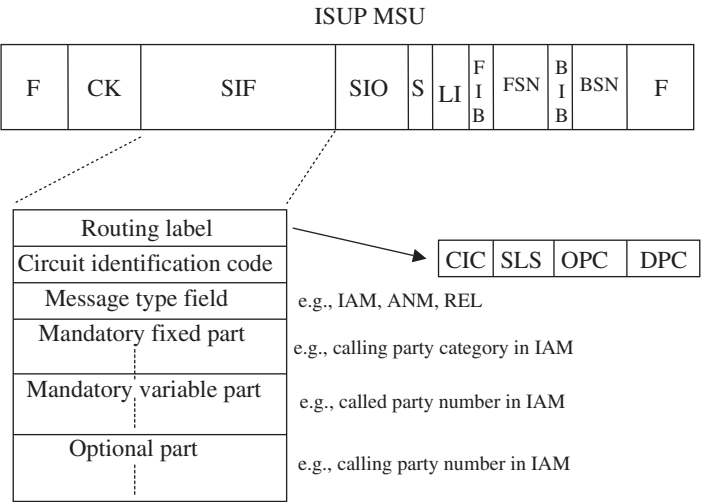 ISUP MSU
F CK SIF SIO S LI FIB FSN BIB BSN F
Routing label
CIC SLS OPC DPC
Circuit identification code
Message type field
e.g., IAM, ANM, REL
Mandatory fixed part
e.g., calling party category in IAM
Mandatory variable part
e.g., called party number in IAM
Optional part
e.g., calling party number in IAM